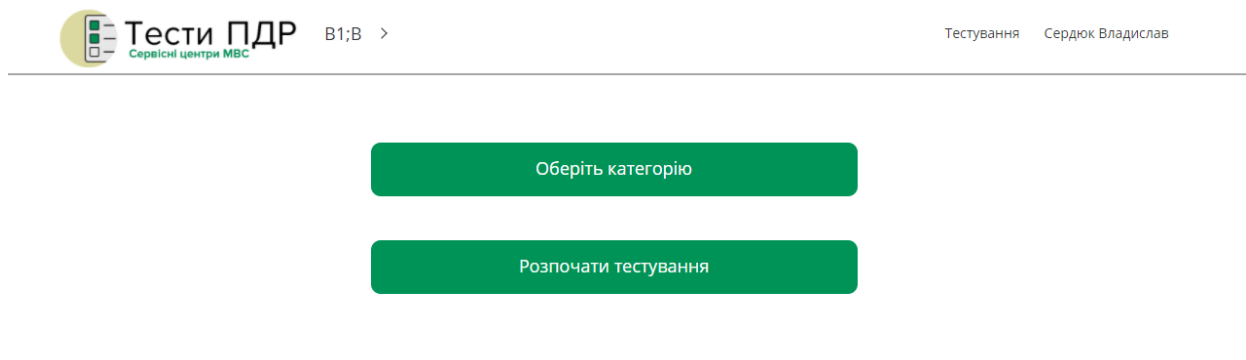 Тести ПДР
Сервісні центри МВС
B1;B >
Тестування
Сердюк Владислав
Оберіть категорію
Розпочати тестування